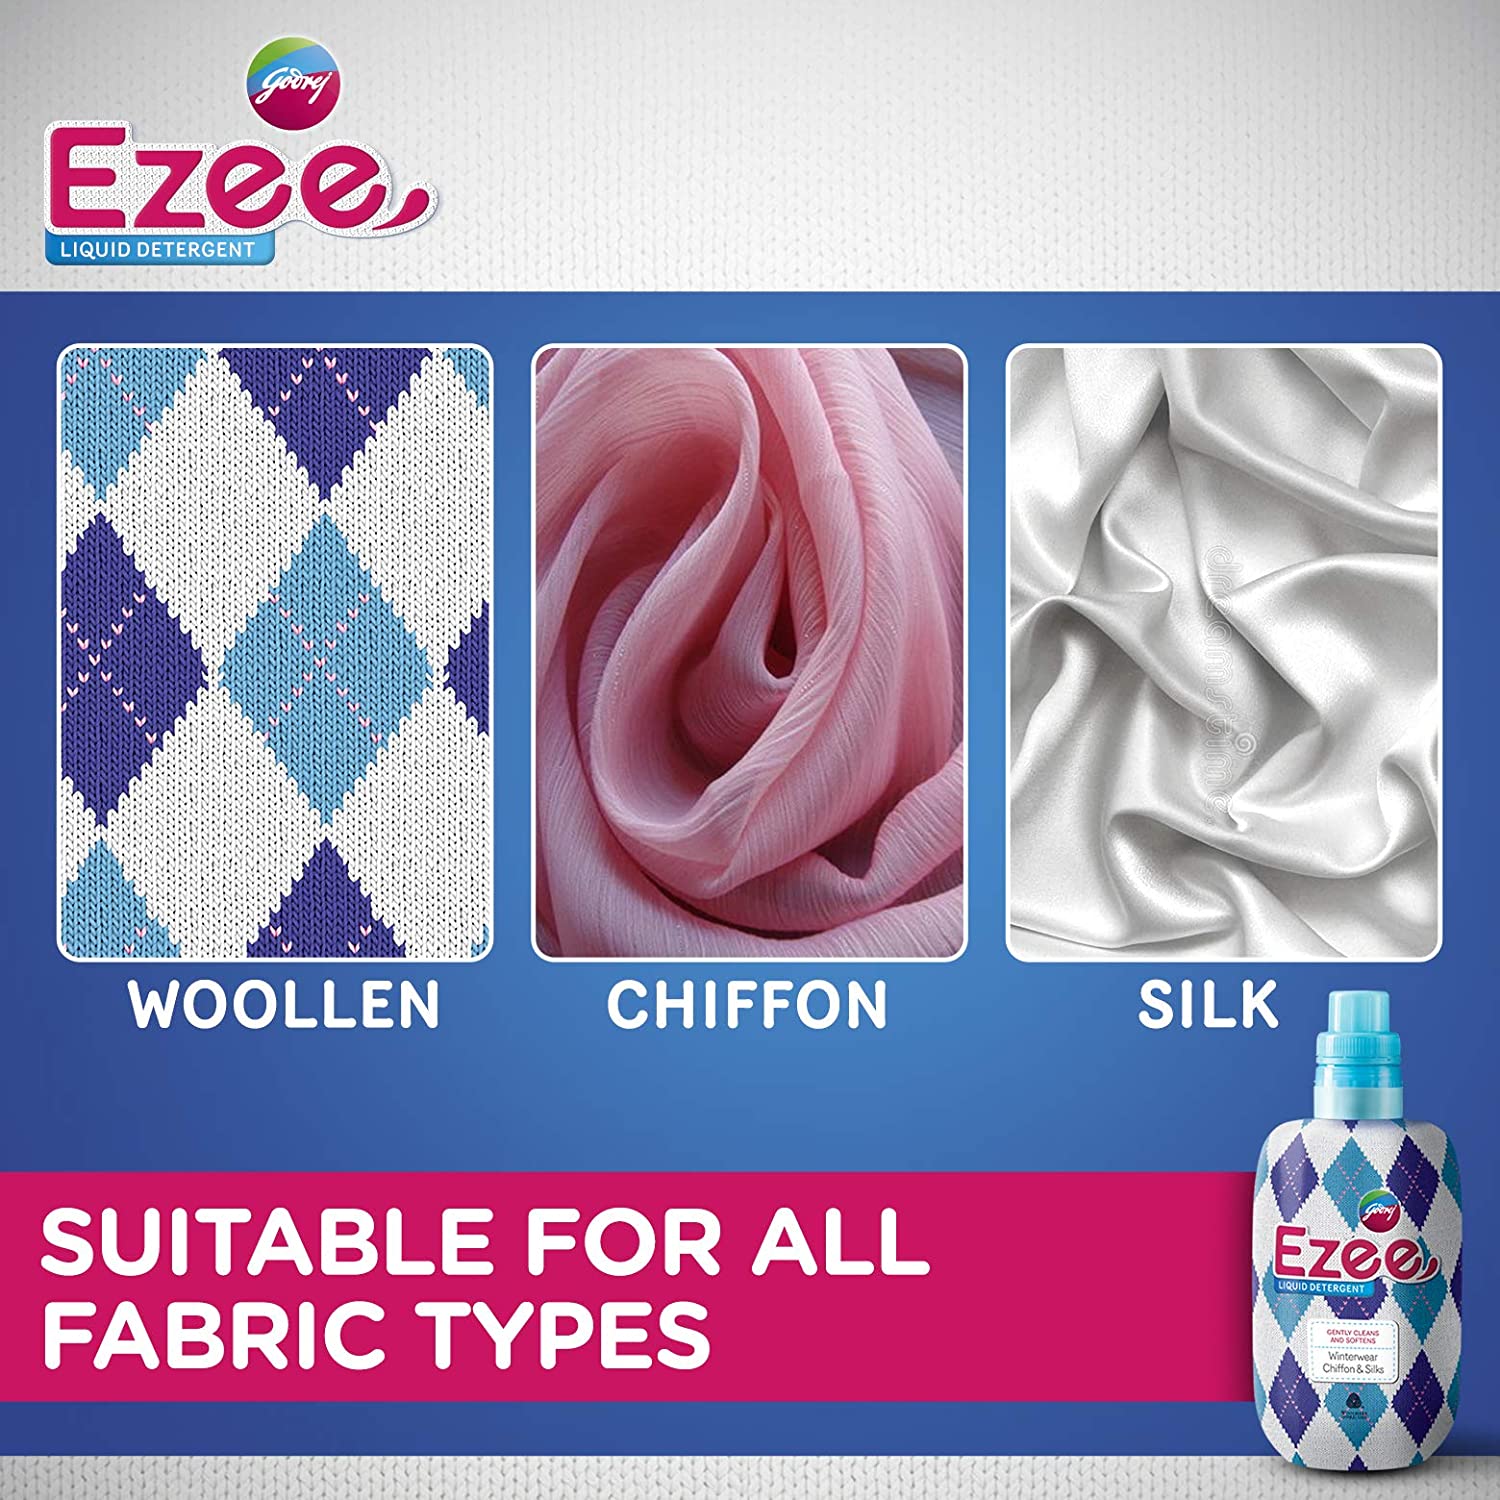 Godrej
Ezee
LIQUID DETERGENT
dreamstime.
WOOLLEN
CHIFFON
SILK
SUITABLE FOR ALL
FABRIC TYPES
Godrej
Ezee
LIQUID DETERGENT
GENTLY CLEANS
AND SOFTENS
Winterwear
Chiffon & Silks